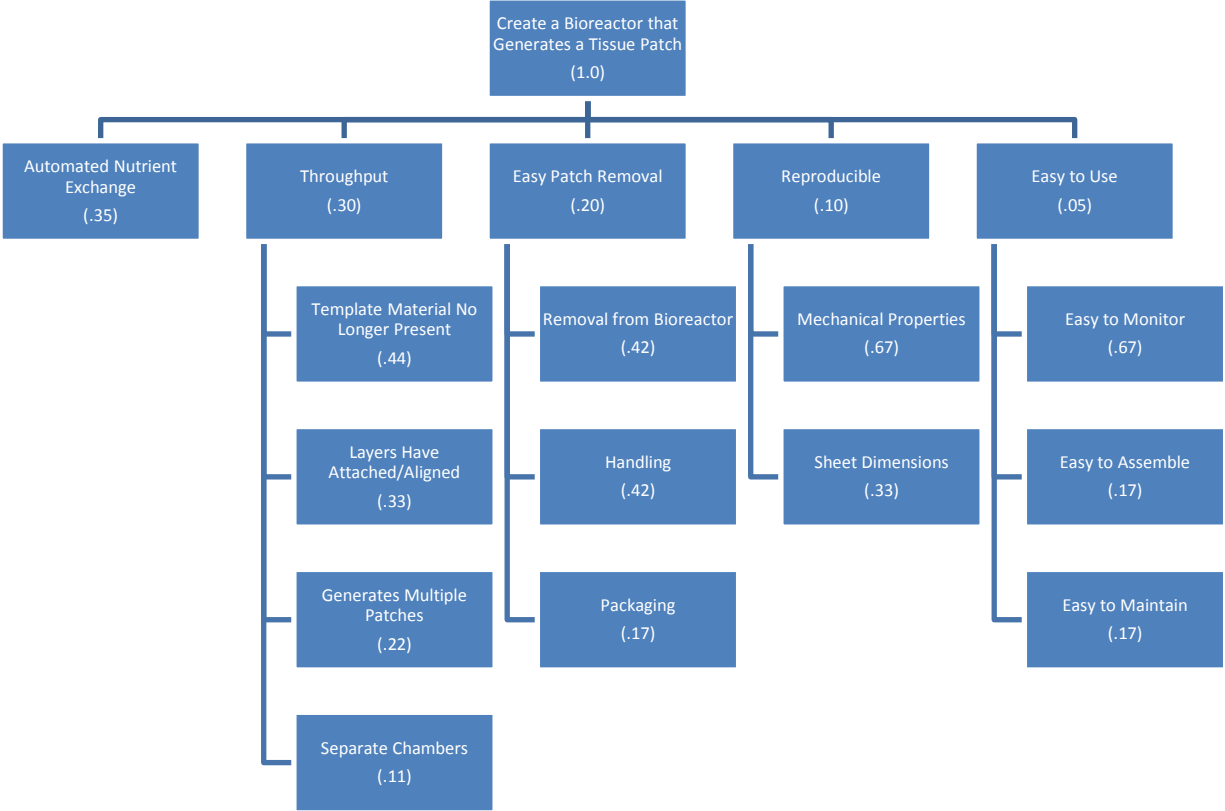 Create a Bioreactor that
Generates a Tissue Patch
(1.0)
Automated Nutrient
Exchange
(.35)
Throughput
(.30)
Easy Patch Removal
(.20)
Reproducible
(.10)
Easy to Use
(.05)
Template Material No
Longer Present
(.44)
Layers Have
Attached/Aligned
(.33)
Generates Multiple
Patches
(.22)
Separate Chambers
(.11)
Removal from Bioreactor
(.42)
Handling
(.42)
Packaging
(.17)
Mechanical Properties
(.67)
Sheet Dimensions
(.33)
Easy to Monitor
(.67)
Easy to Assemble
(.17)
Easy to Maintain
(.17)